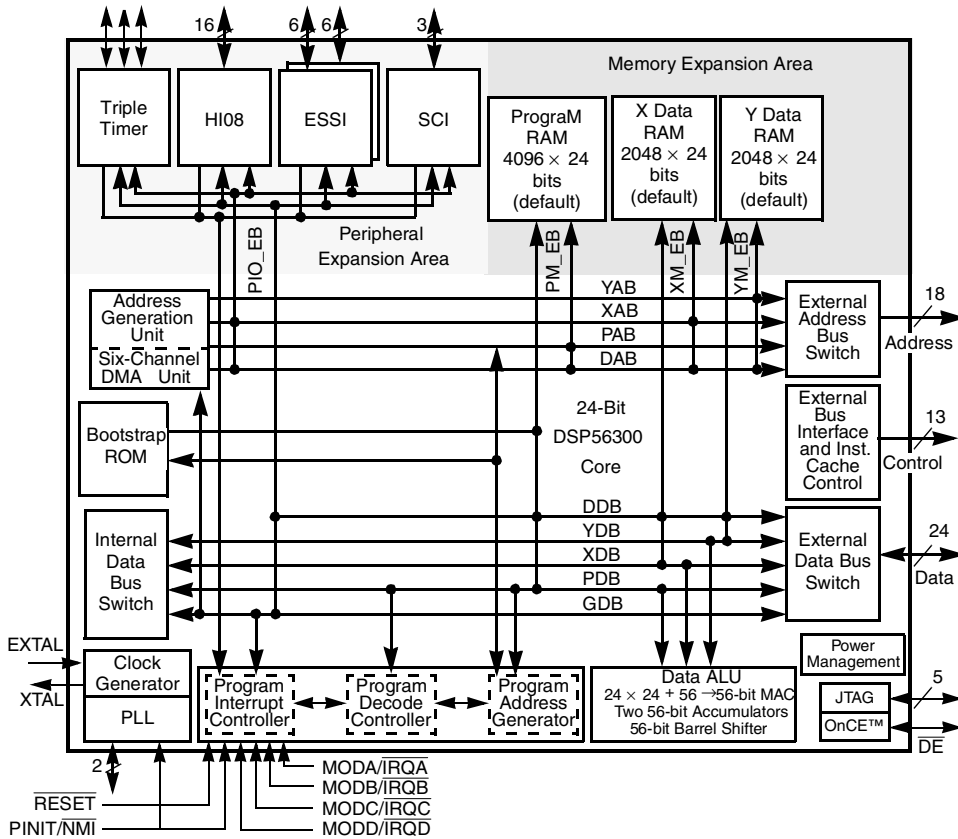 16
6
6
3
Triple
Timer
HI08
ESSI
SCI
Memory Expansion Area
PrograM
RAM
4096 × 24
bits
(default)
X Data
RAM
2048 × 24
bits
(default)
Y Data
RAM
2048 × 24
bits
(default)
Peripheral
Expansion Area
PIO_EB
PM_EB
XM_EB
YM_EB
Address
Generation
Unit
Six-Channel
DMA Unit
YAB
XAB
PAB
DAB
External
Address
Bus
Switch
18
Address
Bootstrap
ROM
24-Bit
DSP56300
Core
External
Bus
Interface
and Inst.
Cache
Control
13
Control
Internal
Data
Bus
Switch
DDB
YDB
XDB
PDB
GDB
External
Data Bus
Switch
24
Data
EXTAL
XTAL
Clock
Generator
PLL
2
Program
Interrupt
Controller
Program
Decode
Controller
Program
Address
Generator
Data ALU
24 × 24 + 56 →56-bit MAC
Two 56-bit Accumulators
56-bit Barrel Shifter
Power
Management
JTAG
OnCE™
5
DE
RESET
PINIT/NMI
MODA/IRQA
MODB/IRQB
MODC/IRQC
MODD/IRQD